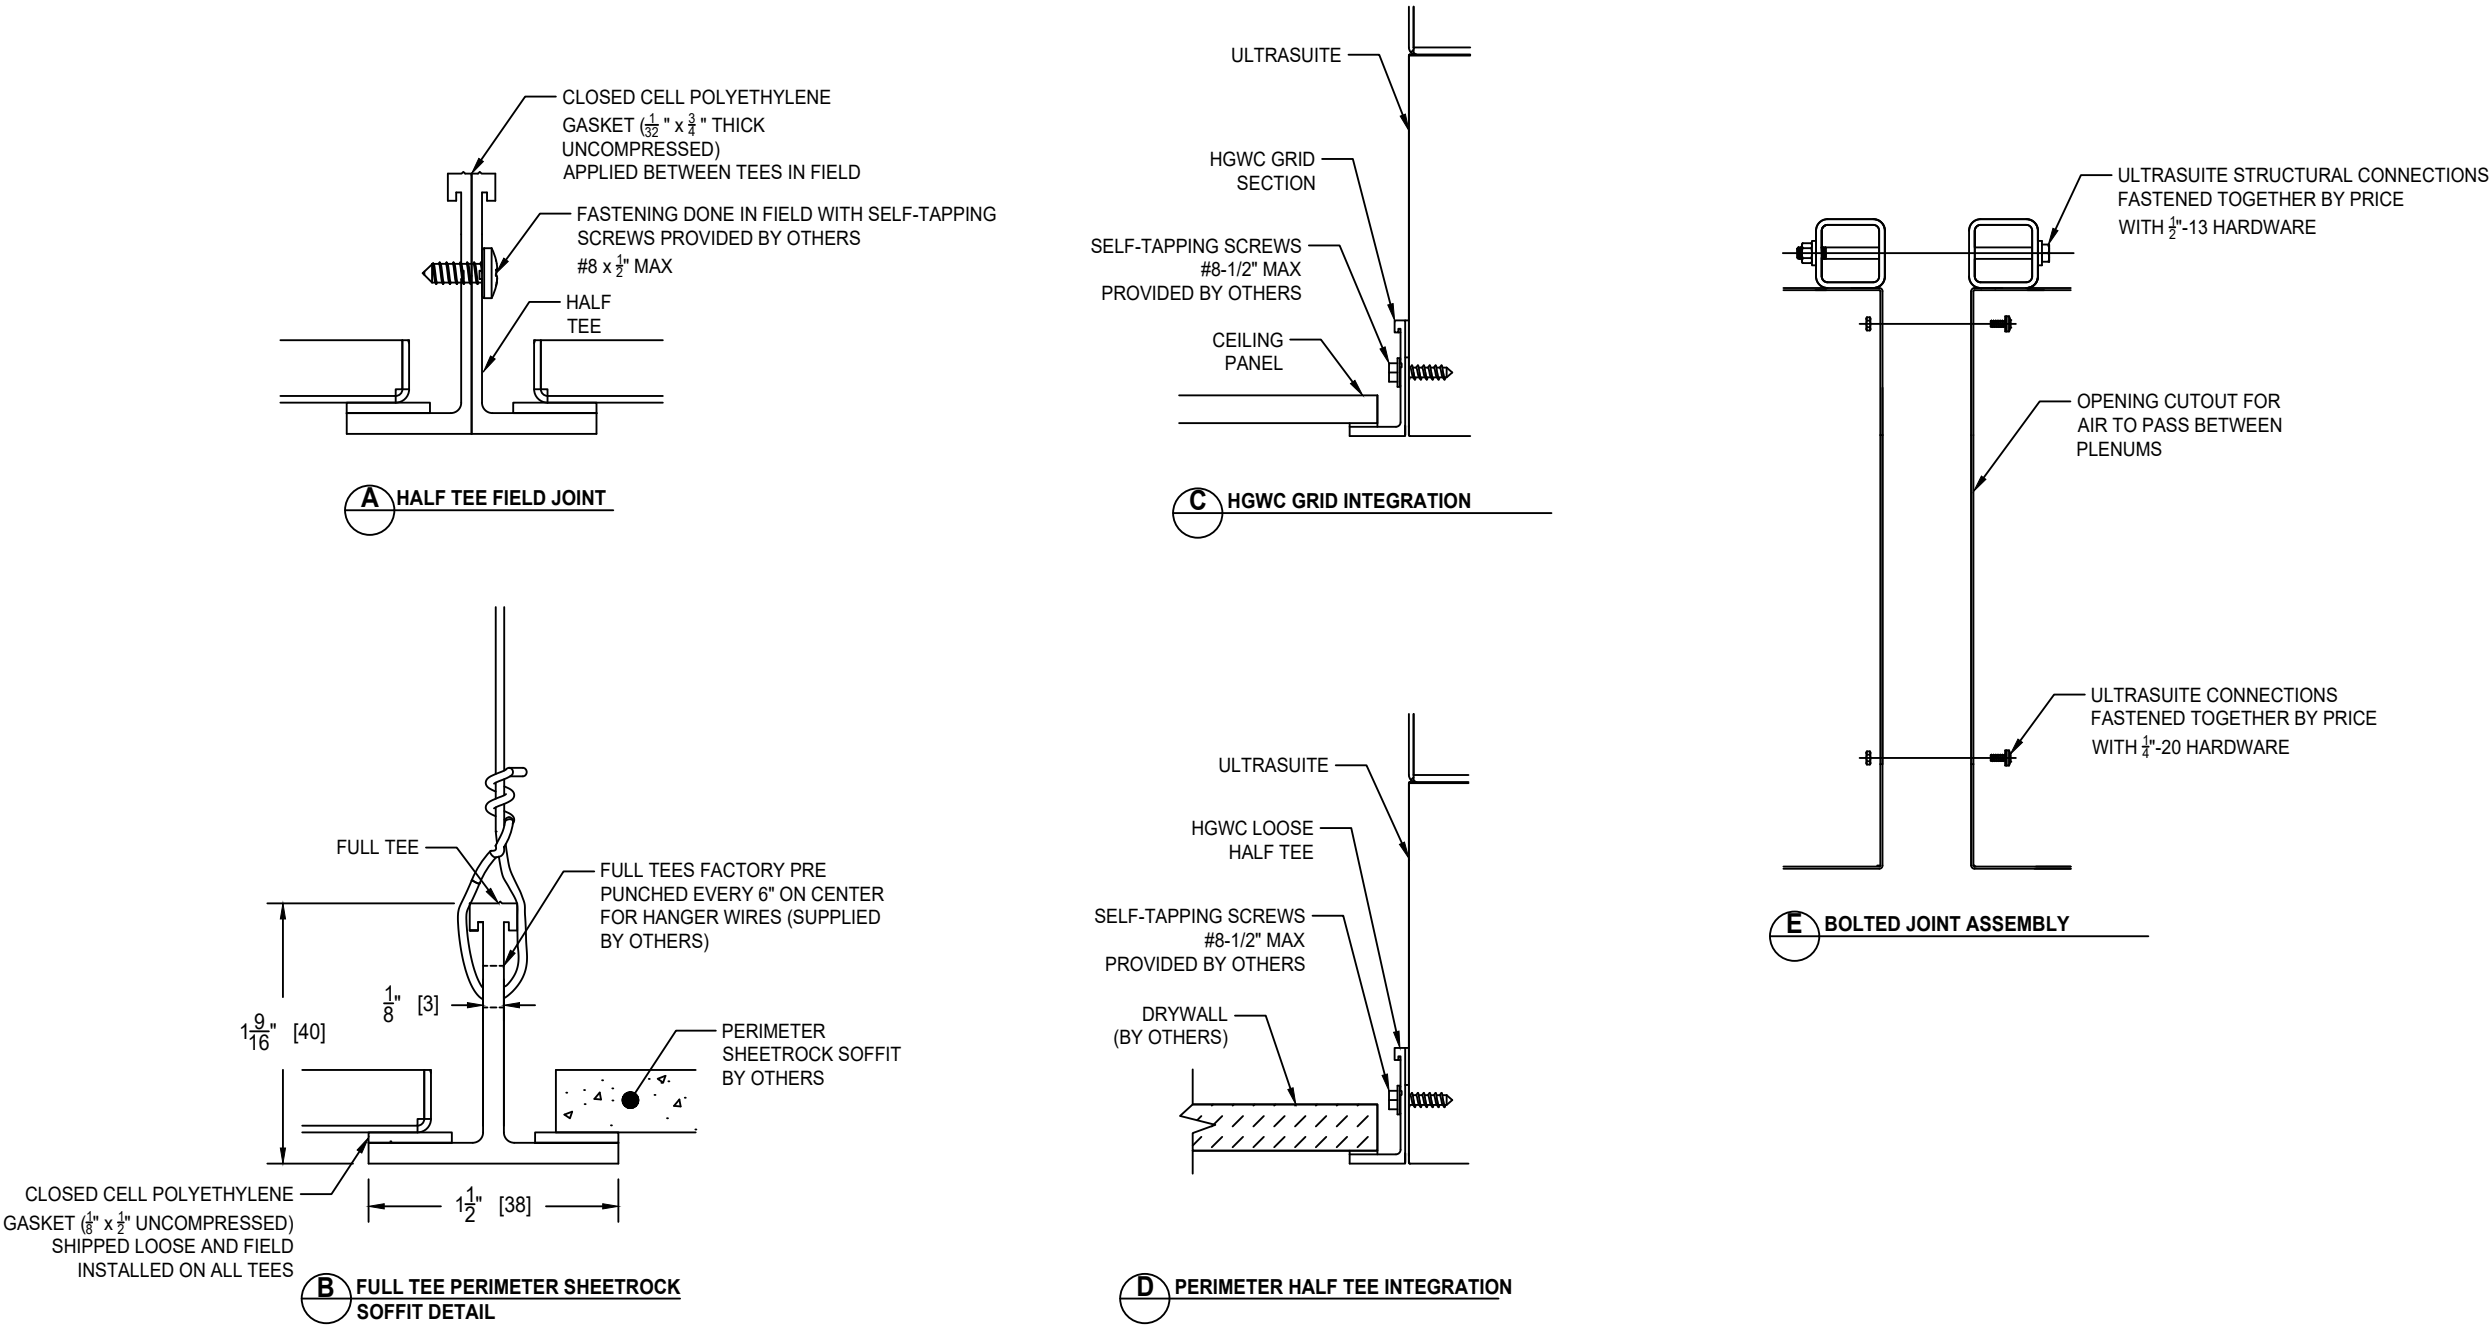 CLOSED CELL POLYETHYLENE
GASKET (1/32 " x 3/4 " THICK
UNCOMPRESSED)
APPLIED BETWEEN TEES IN FIELD
FASTENING DONE IN FIELD WITH SELF-TAPPING
SCREWS PROVIDED BY OTHERS
#8 x 1/2" MAX
HALF
TEE
A HALF TEE FIELD JOINT
FULL TEE
FULL TEES FACTORY PRE
PUNCHED EVERY 6" ON CENTER
FOR HANGER WIRES (SUPPLIED
BY OTHERS)
1/8" [3]
1 9/16" [40]
PERIMETER
SHEETROCK SOFFIT
BY OTHERS
CLOSED CELL POLYETHYLENE
GASKET (1/8" x 1/2" UNCOMPRESSED)
SHIPPED LOOSE AND FIELD
INSTALLED ON ALL TEES
1 1/2" [38]
B FULL TEE PERIMETER SHEETROCK
SOFFIT DETAIL
ULTRASUITE
HGWC GRID
SECTION
SELF-TAPPING SCREWS
#8-1/2" MAX
PROVIDED BY OTHERS
CEILING
PANEL
C HGWC GRID INTEGRATION
ULTRASUITE
HGWC LOOSE
HALF TEE
SELF-TAPPING SCREWS
#8-1/2" MAX
PROVIDED BY OTHERS
DRYWALL
(BY OTHERS)
D PERIMETER HALF TEE INTEGRATION
ULTRASUITE STRUCTURAL CONNECTIONS
FASTENED TOGETHER BY PRICE
WITH 1/2"-13 HARDWARE
OPENING CUTOUT FOR
AIR TO PASS BETWEEN
PLENUMS
ULTRASUITE CONNECTIONS
FASTENED TOGETHER BY PRICE
WITH 1/4"-20 HARDWARE
E BOLTED JOINT ASSEMBLY